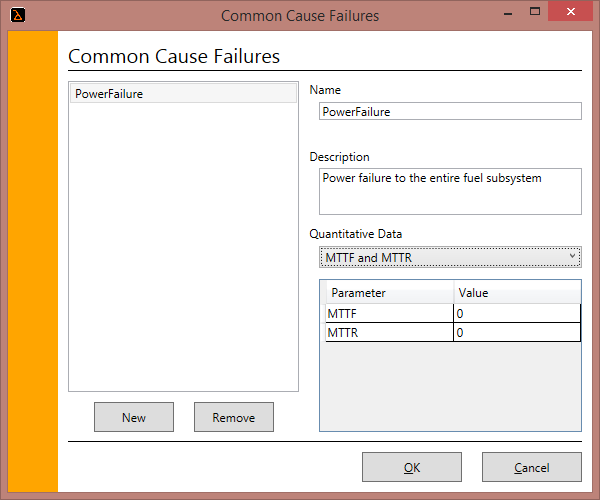 Common Cause Failures
Common Cause Failures
PowerFailure
Name
PowerFailure
Description
Power failure to the entire fuel subsystem
Quantitative Data
MTTF and MTTR
Parameter Value
MTTF 0
MTTR 0
New Remove
OK Cancel